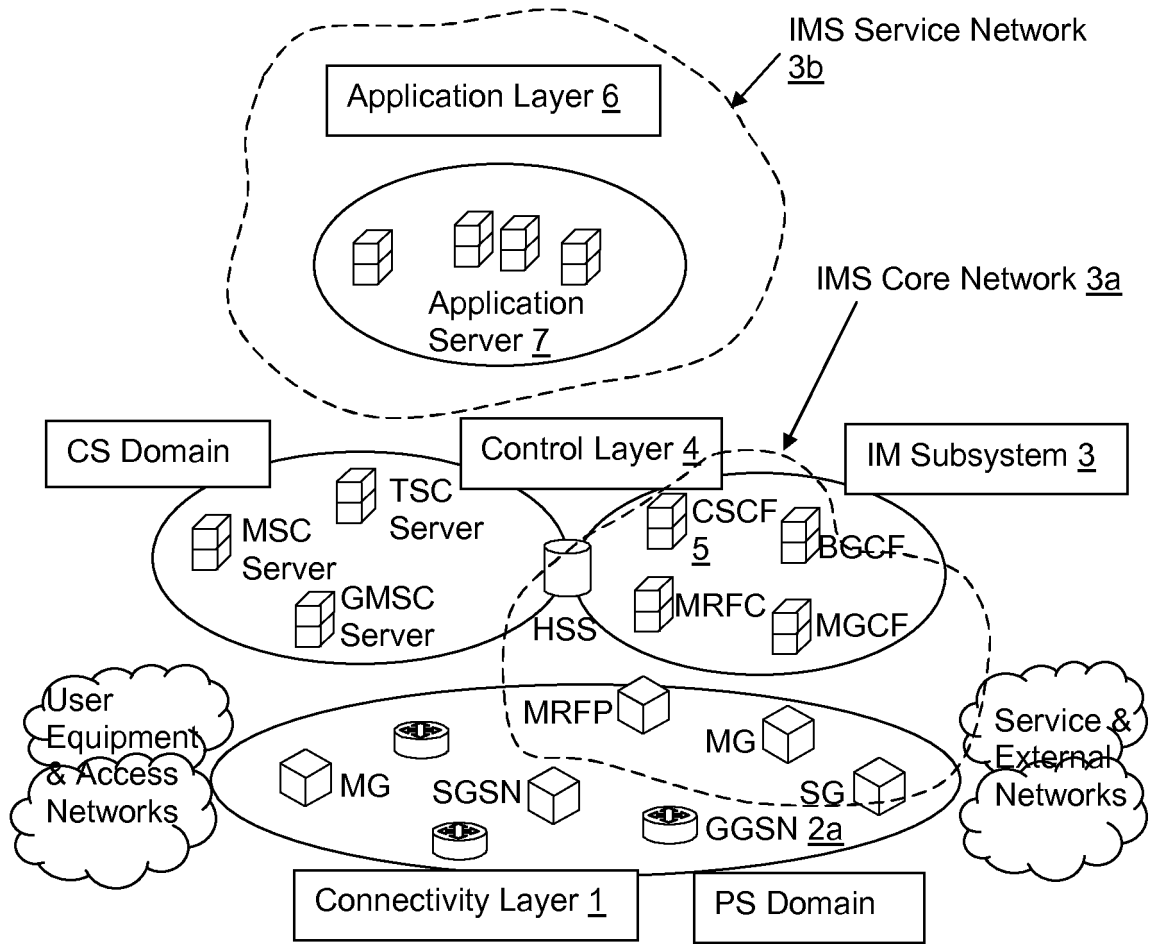 IMS Service Network
3b
Application Layer 6
Application
Server 7
IMS Core Network 3a
CS Domain
Control Layer 4
IM Subsystem 3
TSC
Server
MSC
Server
GMSC
Server
HSS
CSCF
5
BGCF
MRFC
MGCF
User
Equipment
& Access
Networks
MRFP
MG
MG
SGSN
SG
GGSN 2a
Service &
External
Networks
Connectivity Layer 1
PS Domain